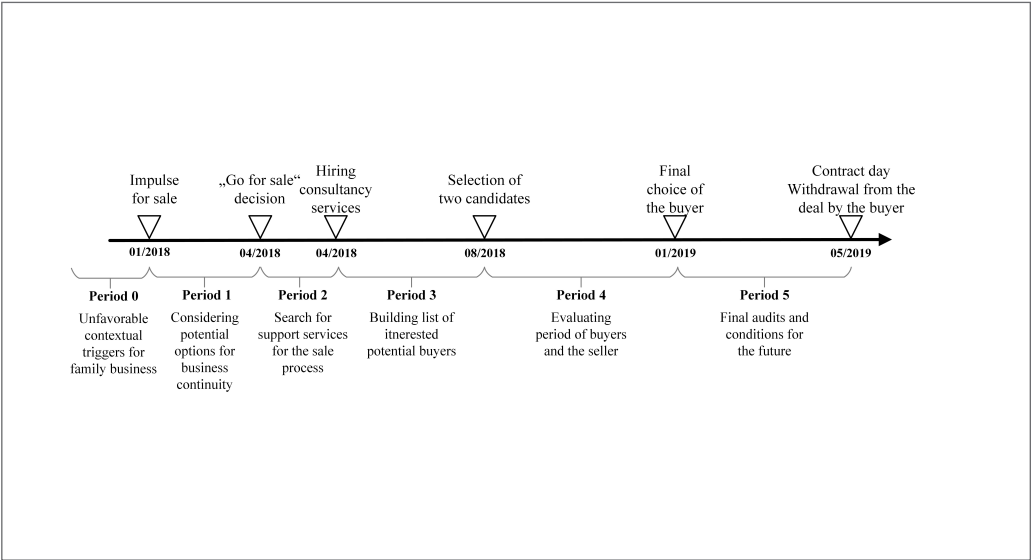 Impulse
for sale
„Go for sale“
decision
Hiring
consultancy
services
Selection of
two candidates
Final
choice of
the buyer
Contract day
Withdrawal from the
deal by the buyer
01/2018
04/2018
04/2018
08/2018
01/2019
05/2019
Period 0
Unfavorable
contextual
triggers for
family business
Period 1
Considering
potential
options for
business
continuity
Period 2
Search for
support services
for the sale
process
Period 3
Building list of
itnerested
potential buyers
Period 4
Evaluating
period of buyers
and the seller
Period 5
Final audits and
conditions for
the future